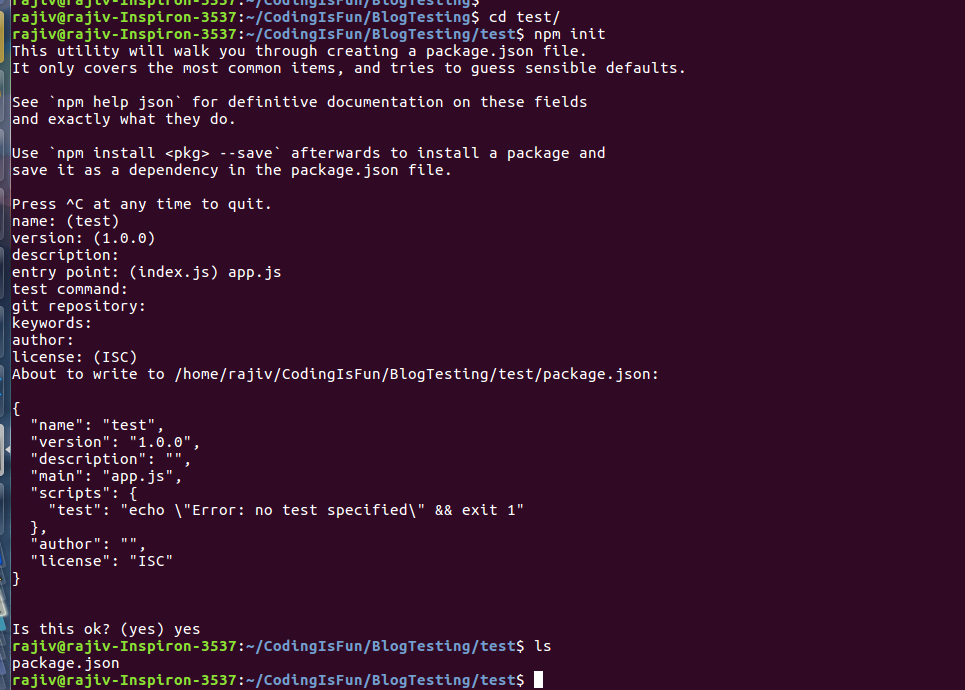 rajiv@rajiv-Inspiron-3537:~/CodingIsFun/BlogTesting$
rajiv@rajiv-Inspiron-3537:~/CodingIsFun/BlogTesting$ cd test/
rajiv@rajiv-Inspiron-3537:~/CodingIsFun/BlogTesting/test$ npm init
This utility will walk you through creating a package.json file.
It only covers the most common items, and tries to guess sensible defaults.

See `npm help json` for definitive documentation on these fields
and exactly what they do.

Use `npm install <pkg> --save` afterwards to install a package and
save it as a dependency in the package.json file.

Press ^C at any time to quit.
name: (test)
version: (1.0.0)
description:
entry point: (index.js) app.js
test command:
git repository:
keywords:
author:
license: (ISC)
About to write to /home/rajiv/CodingIsFun/BlogTesting/test/package.json:

{
  "name": "test",
  "version": "1.0.0",
  "description": "",
  "main": "app.js",
  "scripts": {
    "test": "echo \"Error: no test specified\" && exit 1"
  },
  "author": "",
  "license": "ISC"
}

Is this ok? (yes) yes
rajiv@rajiv-Inspiron-3537:~/CodingIsFun/BlogTesting/test$ ls
package.json
rajiv@rajiv-Inspiron-3537:~/CodingIsFun/BlogTesting/test$